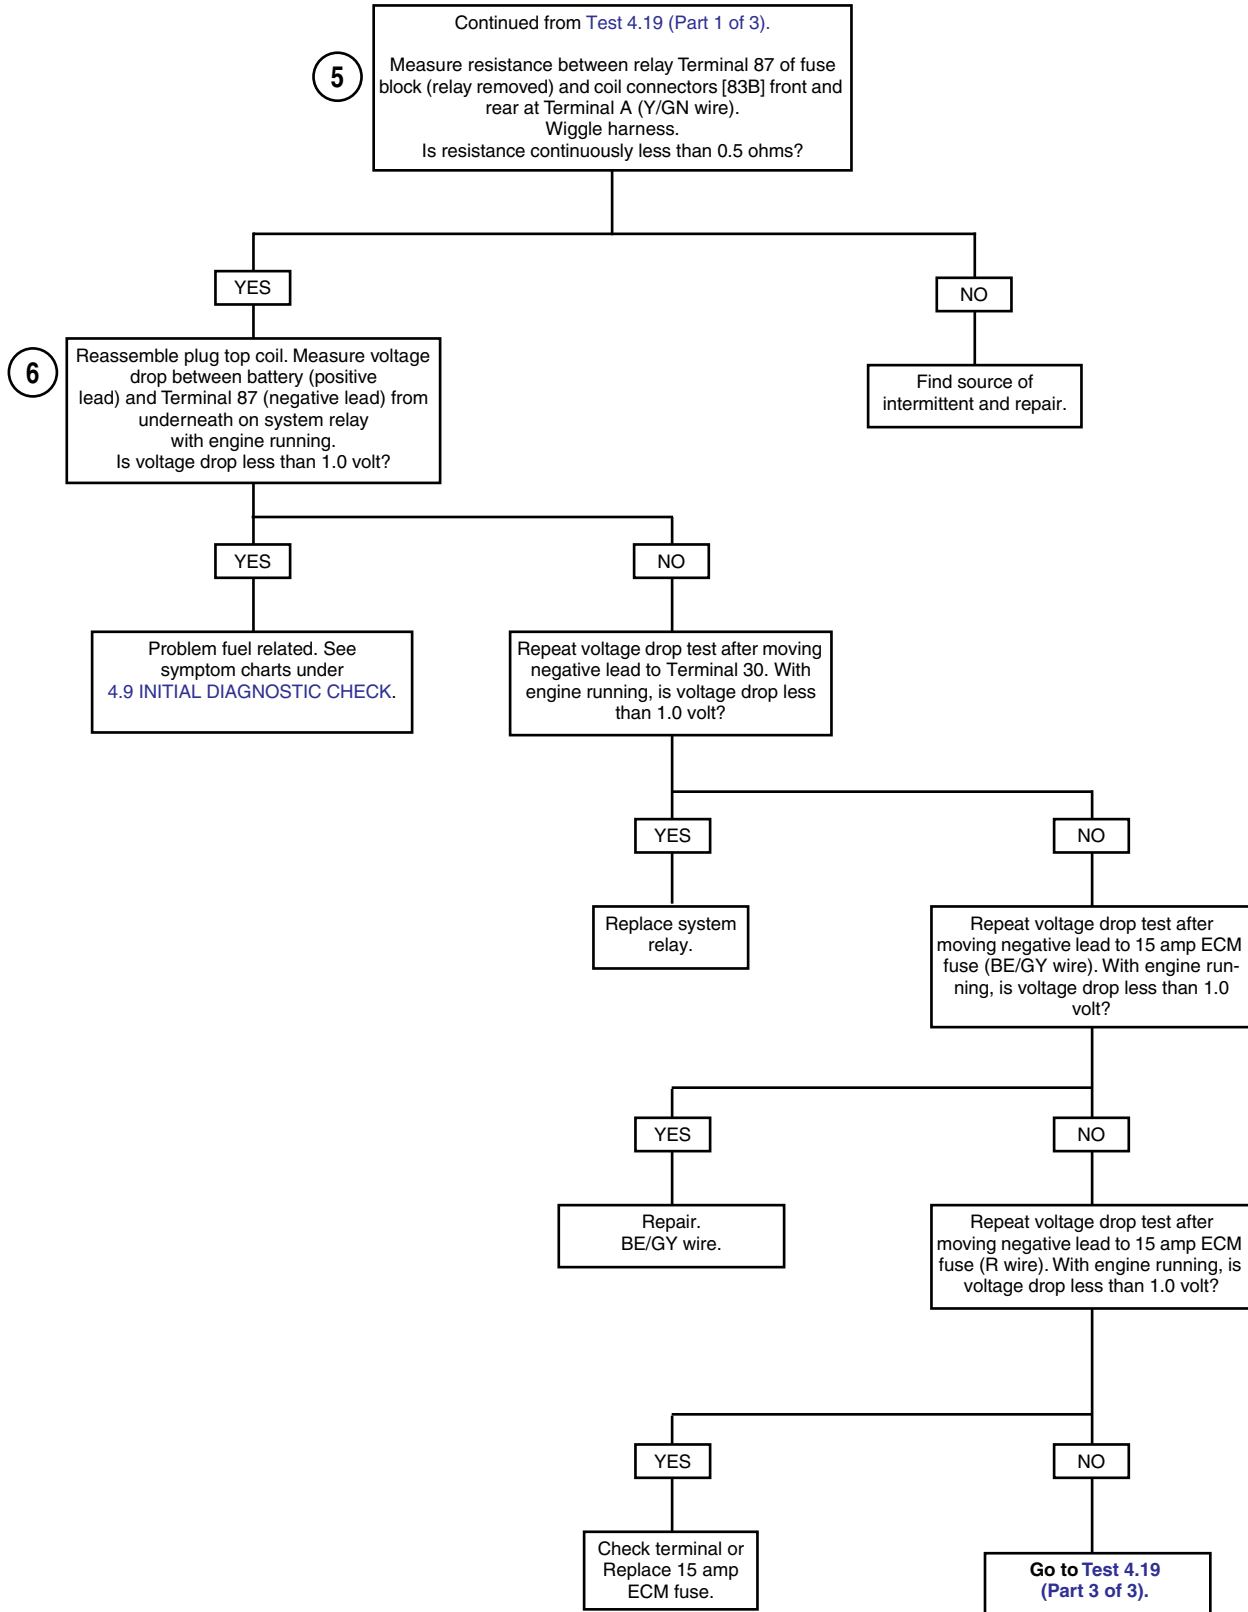 Continued from Test 4.19 (Part 1 of 3).
5
Measure resistance between relay Terminal 87 of fuse
block (relay removed) and coil connectors [83B] front and
rear at Terminal A (Y/GN wire).
Wiggle harness.
Is resistance continuously less than 0.5 ohms?
YES
NO
6
Reassemble plug top coil. Measure voltage
drop between battery (positive
lead) and Terminal 87 (negative lead) from
underneath on system relay
with engine running.
Is voltage drop less than 1.0 volt?
Find source of
intermittent and repair.
YES
NO
Problem fuel related. See
symptom charts under
4.9 INITIAL DIAGNOSTIC CHECK.
Repeat voltage drop test after moving
negative lead to Terminal 30. With
engine running, is voltage drop less
than 1.0 volt?
YES
NO
Replace system
relay.
Repeat voltage drop test after
moving negative lead to 15 amp ECM
fuse (BE/GY wire). With engine run-
ning, is voltage drop less than 1.0
volt?
YES
NO
Repair.
BE/GY wire.
Repeat voltage drop test after
moving negative lead to 15 amp ECM
fuse (R wire). With engine running, is
voltage drop less than 1.0 volt?
YES
NO
Check terminal or
Replace 15 amp
ECM fuse.
Go to Test 4.19
(Part 3 of 3).